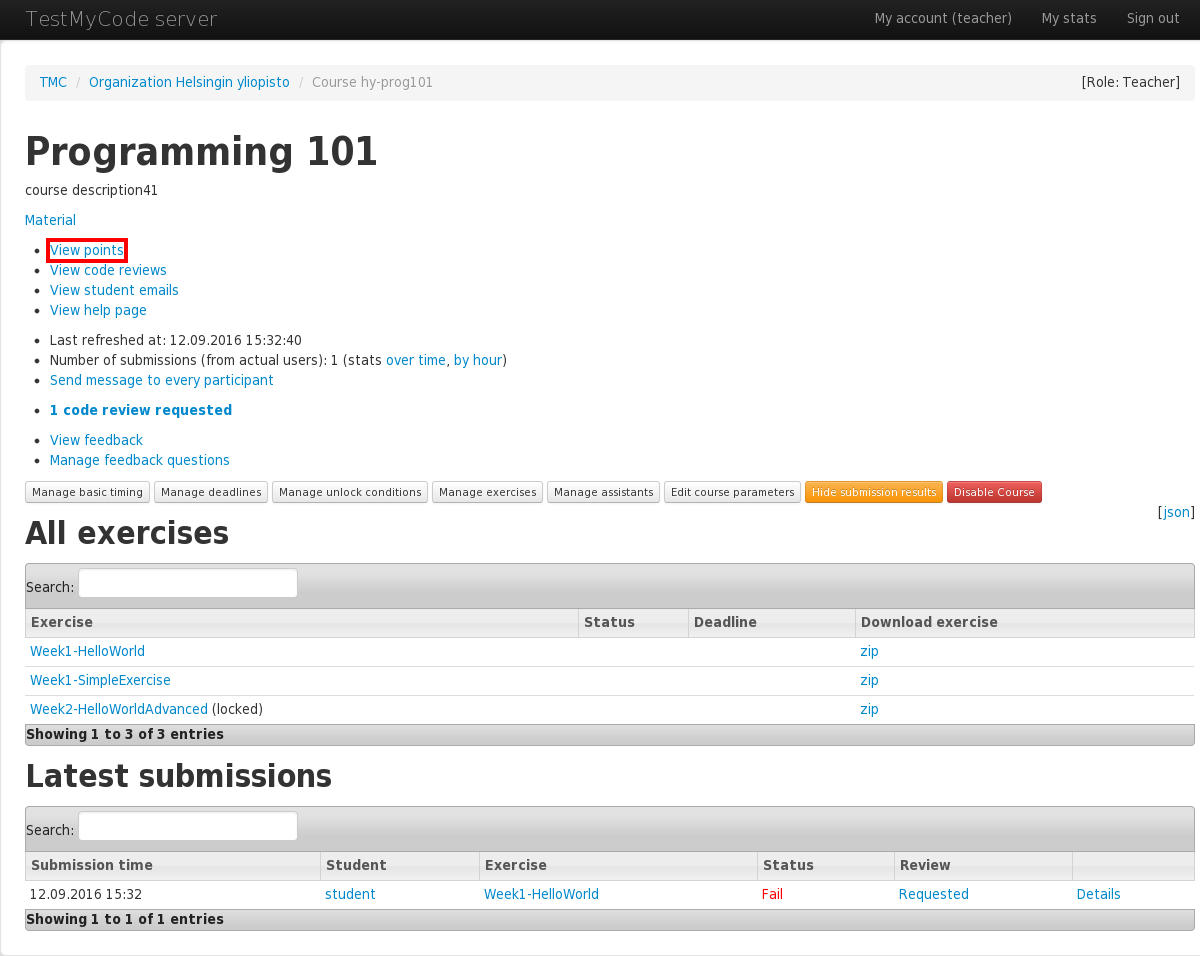 TestMyCode server My account (teacher) My stats Sign out
TMC / Organization Helsingin yliopisto / Course hy-prog101 [Role: Teacher]
Programming 101
course description41
Material
• View points
• View code reviews
• View student emails
• View help page
• Last refreshed at: 12.09.2016 15:32:40
• Number of submissions (from actual users): 1 (stats over time, by hour)
• Send message to every participant
• 1 code review requested
• View feedback
• Manage feedback questions
Manage basic timing Manage deadlines Manage unlock conditions Manage exercises Manage assistants Edit course parameters Hide submission results Disable Course
[json]
All exercises
Search:
Exercise Status Deadline Download exercise
Week1-HelloWorld zip
Week1-SimpleExercise zip
Week2-HelloWorldAdvanced (locked) zip
Showing 1 to 3 of 3 entries
Latest submissions
Search:
Submission time Student Exercise Status Review
12.09.2016 15:32 student Week1-HelloWorld Fail Requested Details
Showing 1 to 1 of 1 entries